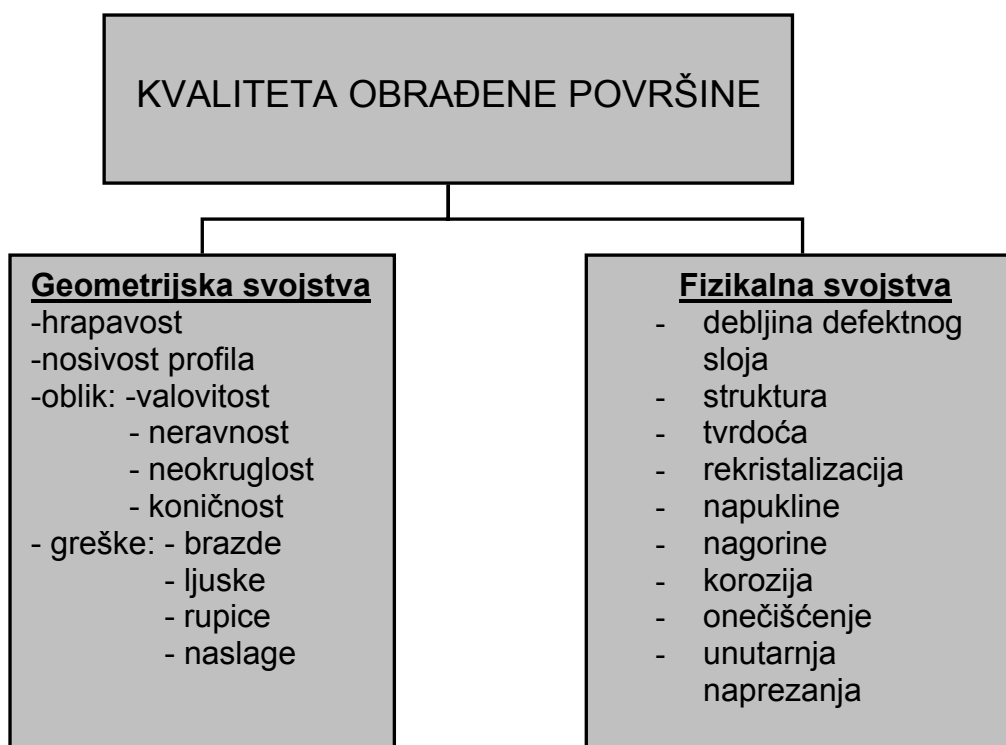 KVALITETA OBRAĐENE POVRŠINE
Geometrijska svojstva
-hrapavost
-nosivost profila
-oblik: -valovitost
- neravnost
- neokruglost
- koničnost
- greške: - brazde
- ljuske
- rupice
- naslage
Fizikalna svojstva
- debljina defektnog
sloja
- struktura
- tvrdoća
- rekristalizacija
- napukline
- nagorine
- korozija
- onečišćenje
- unutarnja
naprezanja